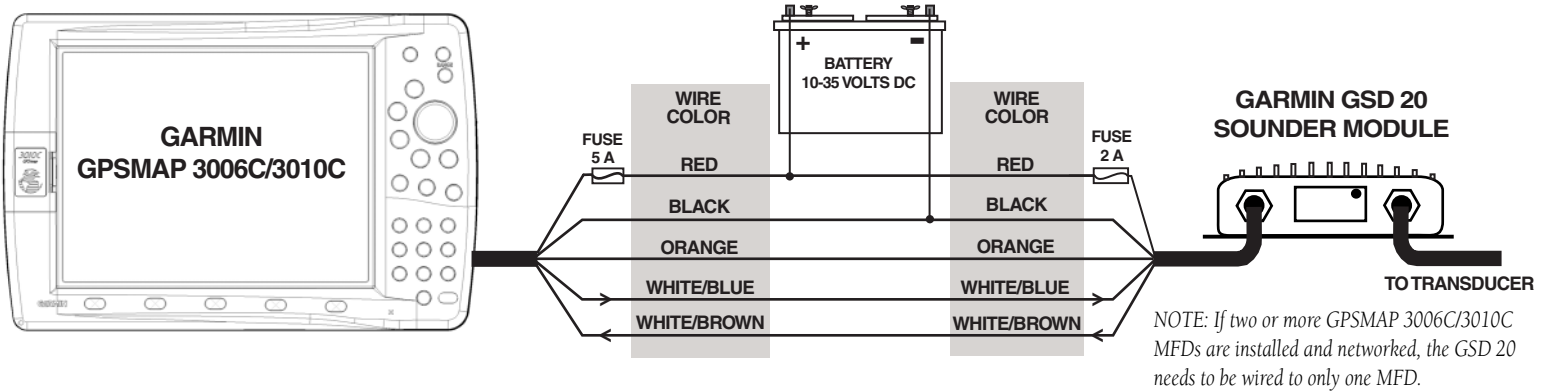 GARMIN
GPSMAP 3006C/3010C
3010C
GARMIN
RANGE
+
-
BATTERY
10-35 VOLTS DC
WIRE
COLOR
WIRE
COLOR
FUSE
5 A
FUSE
2 A
RED
RED
BLACK
BLACK
ORANGE
ORANGE
WHITE/BLUE
WHITE/BLUE
WHITE/BROWN
WHITE/BROWN
GARMIN GSD 20
SOUNDER MODULE
TO TRANSDUCER
NOTE: If two or more GPSMAP 3006C/3010C
MFDs are installed and networked, the GSD 20
needs to be wired to only one MFD.